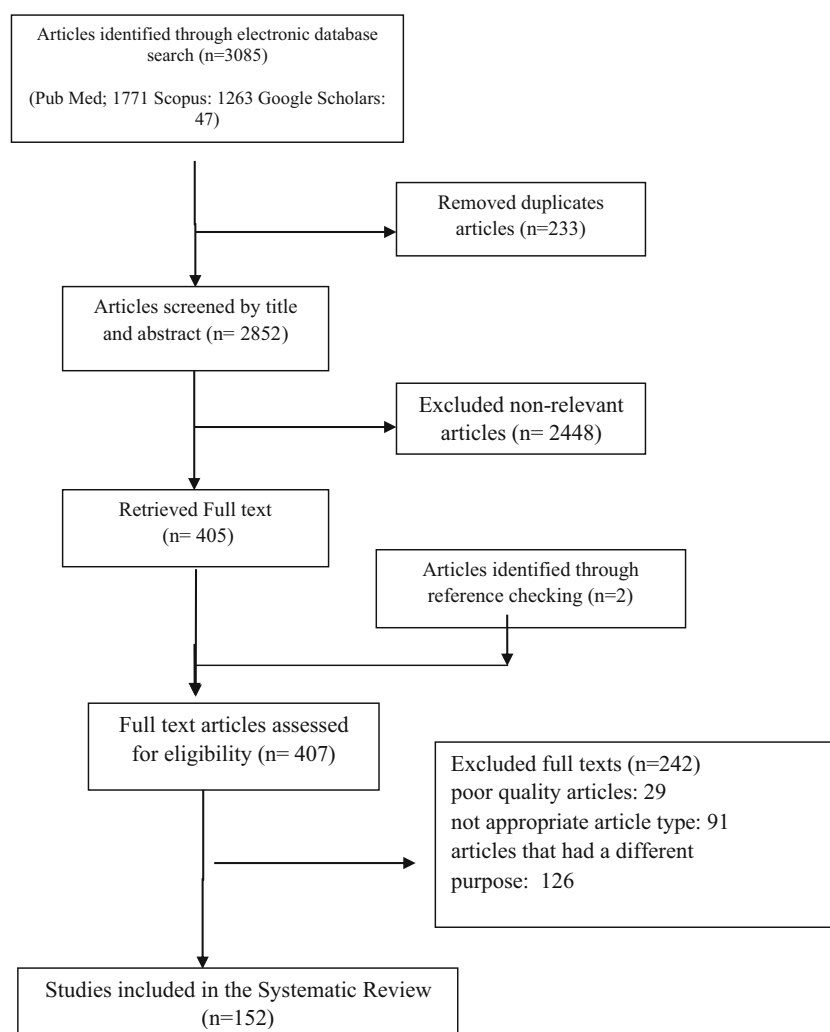 Articles identified through electronic database
search (n=3085)
(Pub Med; 1771 Scopus: 1263 Google Scholars:
47)
Removed duplicates
articles (n=233)
Articles screened by title
and abstract (n= 2852)
Excluded non-relevant
articles (n= 2448)
Retrieved Full text
(n= 405)
Articles identified through
reference checking (n=2)
Full text articles assessed
for eligibility (n= 407)
Excluded full texts (n=242)
poor quality articles: 29
not appropriate article type: 91
articles that had a different
purpose: 126
Studies included in the Systematic Review
(n=152)